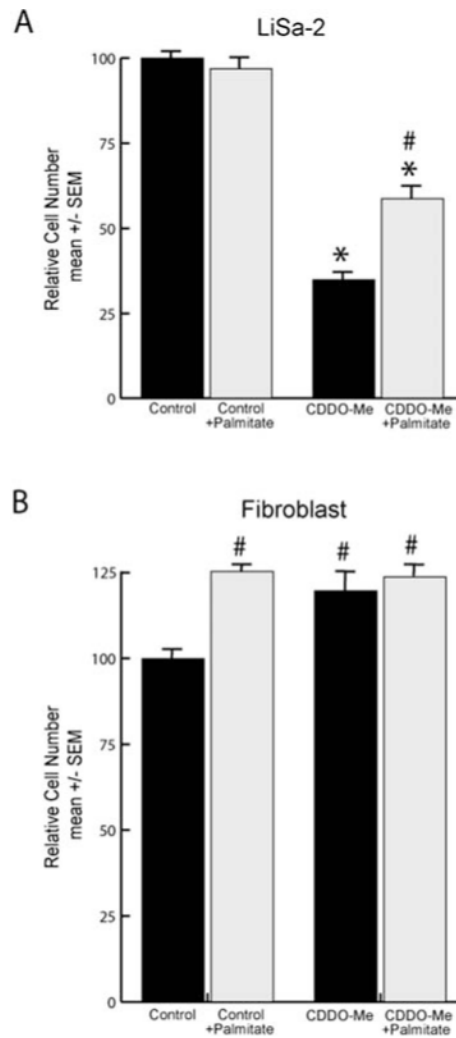 A
LiSa-2
Relative Cell Number
mean +/- SEM
100
75
50
25
0
*
#
*
Control
Control
+Palmitate
CDDO-Me
CDDO-Me
+Palmitate
B
Fibroblast
Relative Cell Number
mean +/- SEM
125
100
75
50
25
0
#
#
#
Control
Control
+Palmitate
CDDO-Me
CDDO-Me
+Palmitate